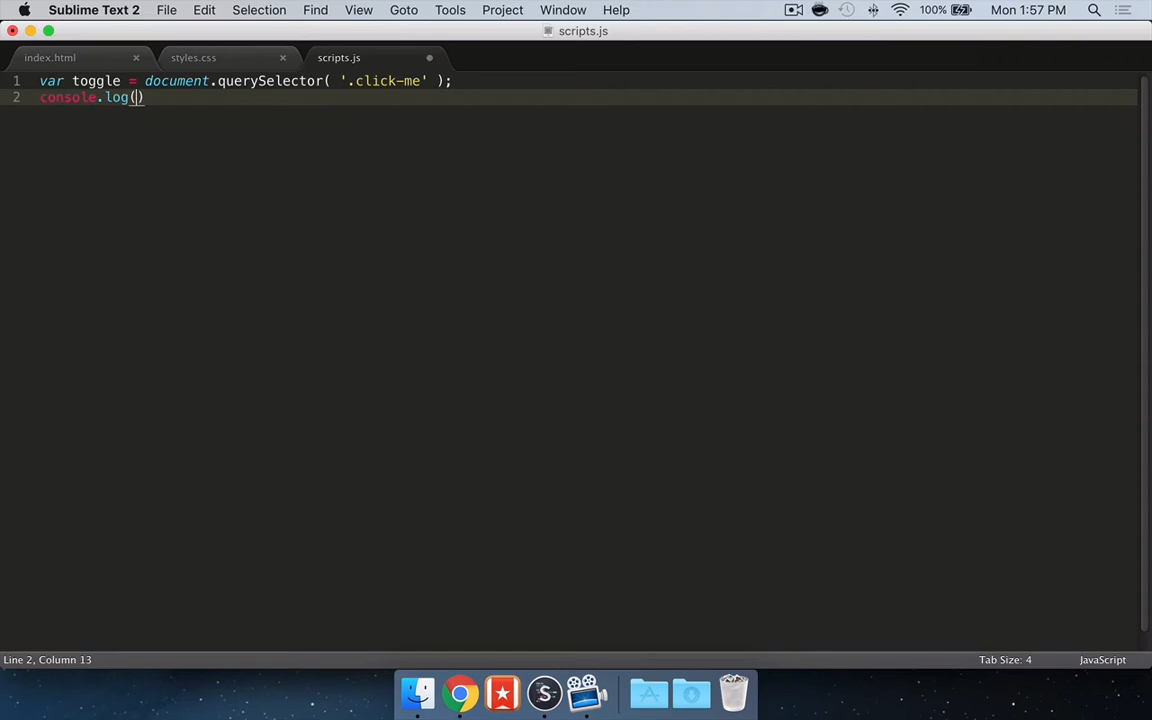 Sublime Text 2 File Edit Selection Find View Goto Tools Project Window Help 100% Mon 1:57 PM
scripts.js
index.html styles.css scripts.js
1 var toggle = document.querySelector( '.click-me' );
2 console.log()
Line 2, Column 13 Tab Size: 4 JavaScript